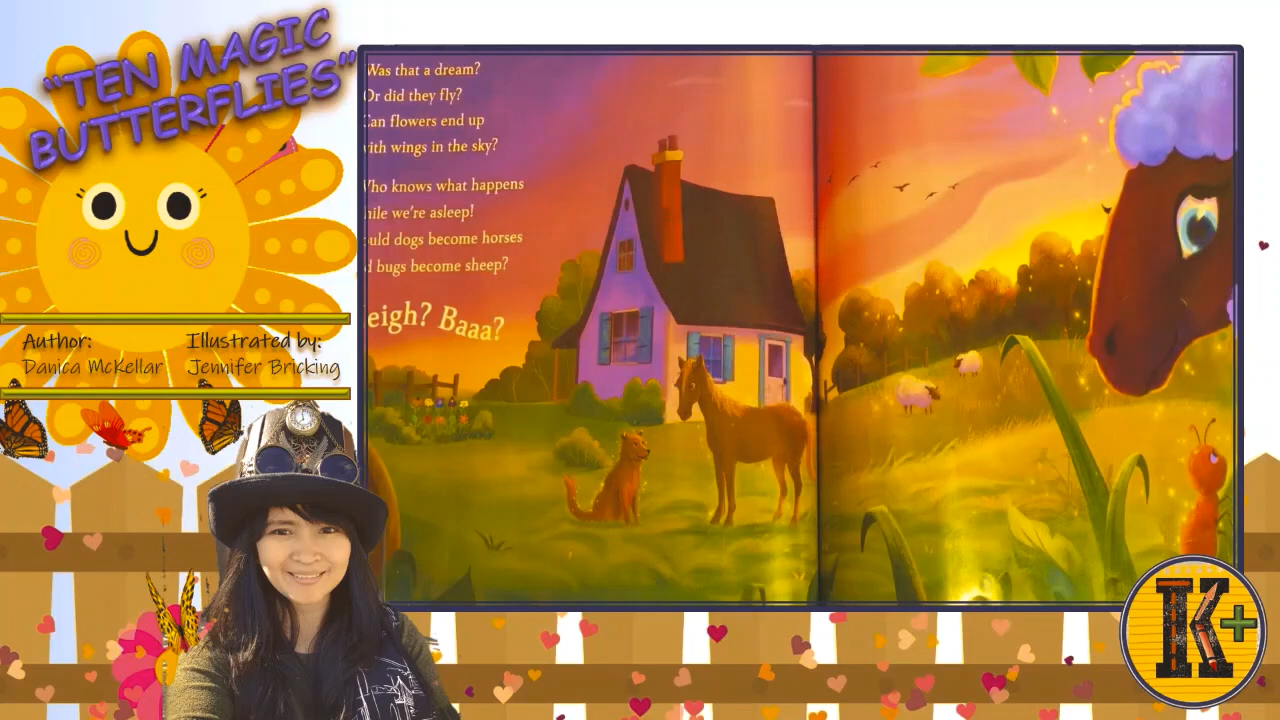 "TEN MAGIC
BUTTERFLIES"
Author:
Danica McKellar
Illustrated by:
Jennifer Bricking
Was that a dream?
Or did they fly?
Can flowers end up
with wings in the sky?
Who knows what happens
while we're asleep!
ould dogs become horses
d bugs become sheep?
eigh? Baaa?
K+